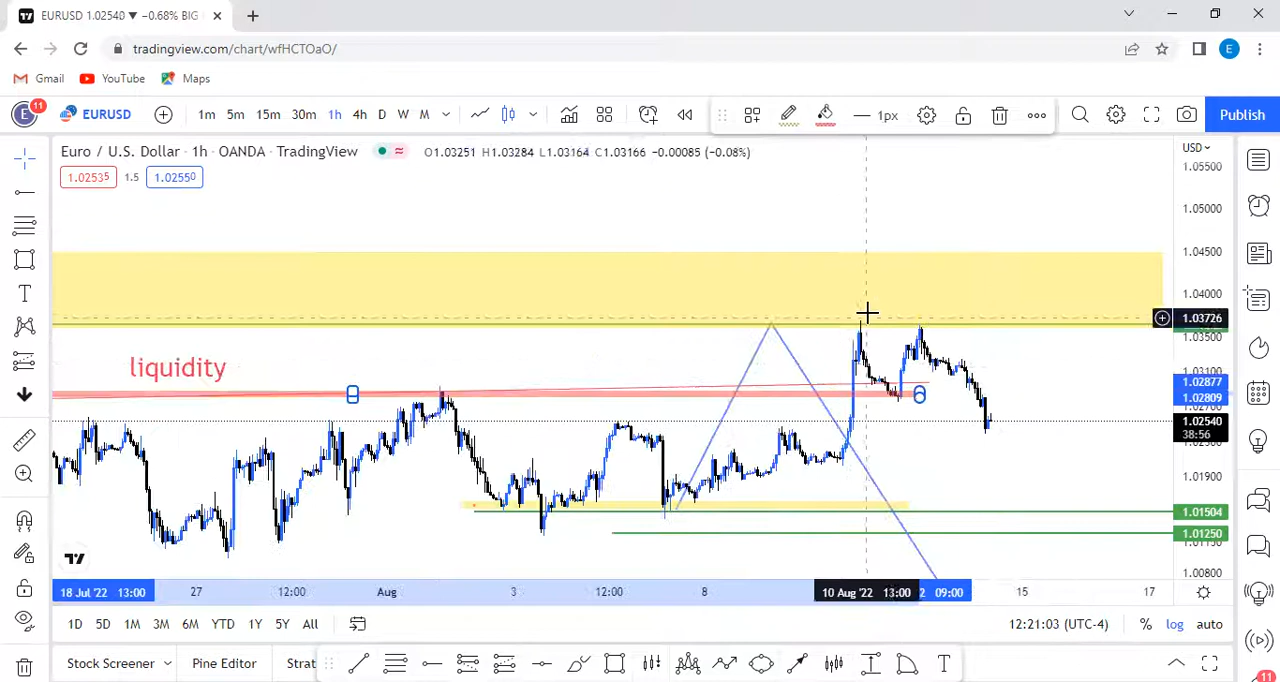 EURUSD 1.02540 ▼ −0.68% BIG
tradingview.com/chart/wfHCTOaO/
E
Gmail YouTube Maps
E 11 EURUSD 1m 5m 15m 30m 1h 4h D W M 1px Publish
Euro / U.S. Dollar · 1h · OANDA · TradingView O1.03251 H1.03284 L1.03164 C1.03166 −0.00085 (−0.08%)
USD
1.02535 1.5 1.02550
1.05500
1.05000
1.04500
1.04000
1.03726
1.03500
liquidity
1.02877
1.02809
1.02540
38:56
1.01900
1.01504
1.01250
1.00800
18 Jul '22 13:00 27 12:00 Aug 3 12:00 8 10 Aug '22 13:00 2 09:00 15 17
1D 5D 1M 3M 6M YTD 1Y 5Y All 12:21:03 (UTC-4) % log auto
Stock Screener Pine Editor Strat
11